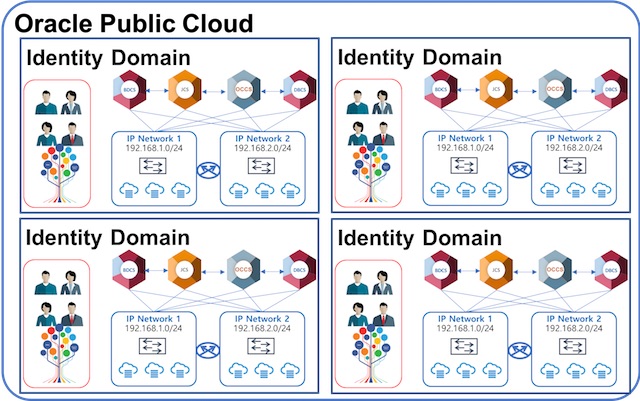 Oracle Public Cloud
Identity Domain
BDCS JCS OCCS DBCS
IP Network 1 IP Network 2
192.168.1.0/24 192.168.2.0/24
Identity Domain
BDCS JCS OCCS DBCS
IP Network 1 IP Network 2
192.168.1.0/24 192.168.2.0/24
Identity Domain
BDCS JCS OCCS DBCS
IP Network 1 IP Network 2
192.168.1.0/24 192.168.2.0/24
Identity Domain
BDCS JCS OCCS DBCS
IP Network 1 IP Network 2
192.168.1.0/24 192.168.2.0/24